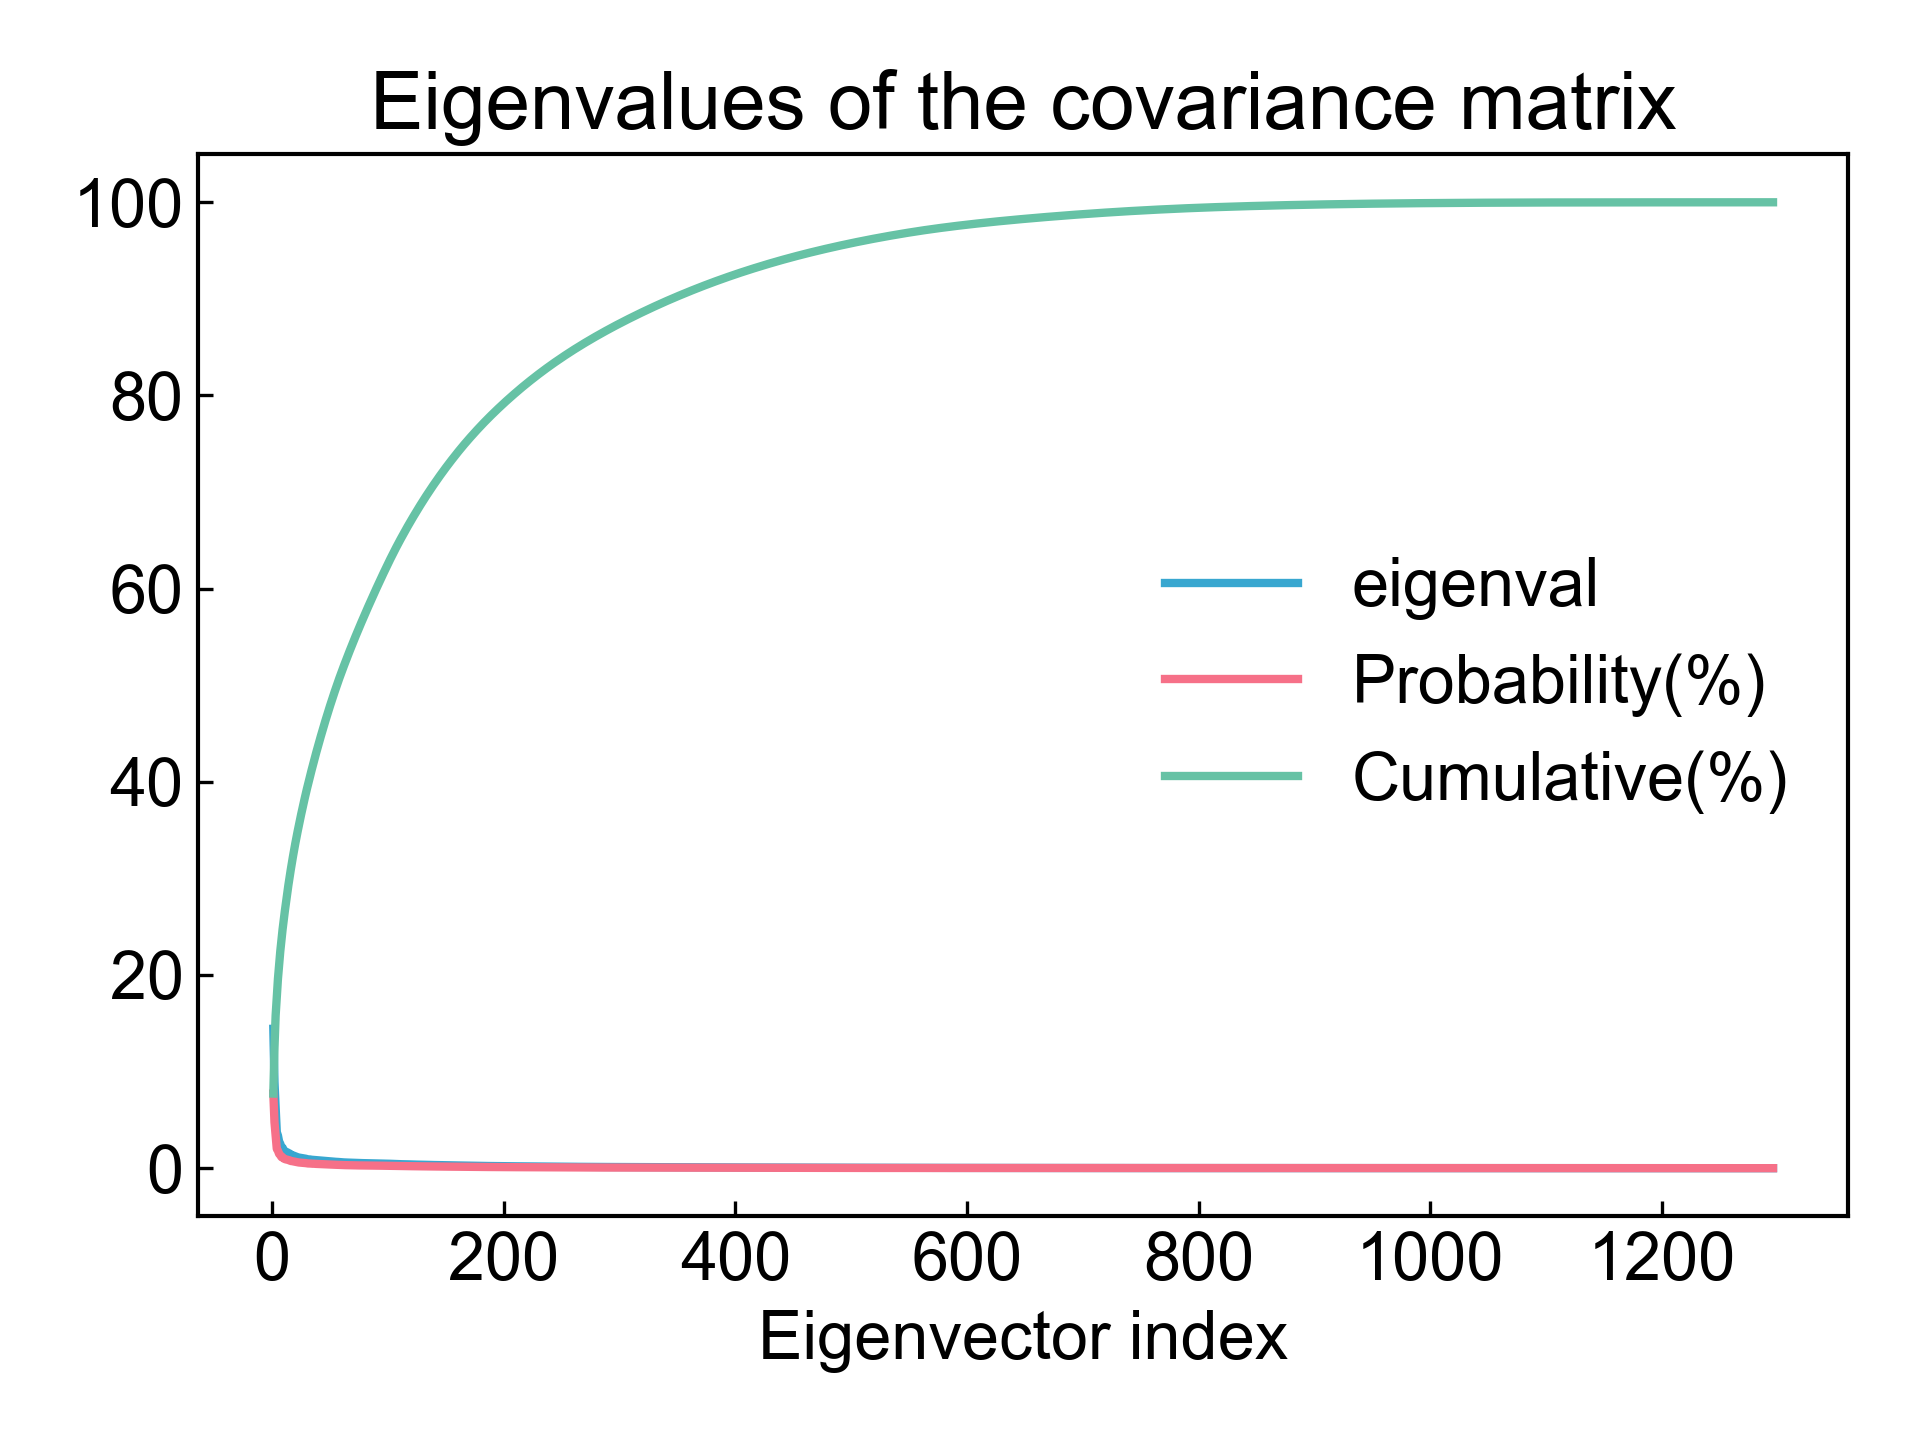 Eigenvalues of the covariance matrix
100
80
60
40
20
0
eigenval
Probability(%)
Cumulative(%)
0 200 400 600 800 1000 1200
Eigenvector index